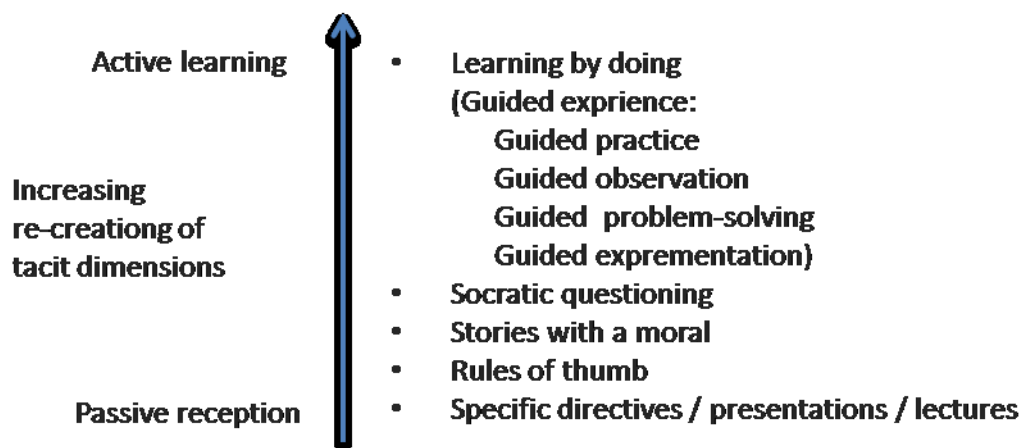 Active learning
Increasing
re-creationg of
tacit dimensions
Passive reception
• Learning by doing
(Guided exprience:
Guided practice
Guided observation
Guided problem-solving
Guided exprementation)
• Socratic questioning
• Stories with a moral
• Rules of thumb
• Specific directives / presentations / lectures